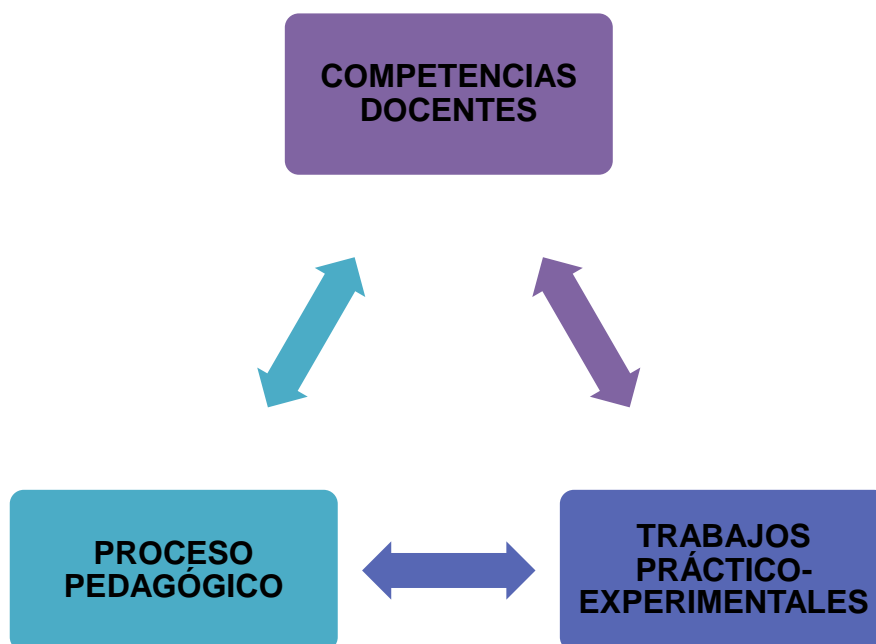 COMPETENCIAS
DOCENTES
PROCESO
PEDAGÓGICO
TRABAJOS
PRÁCTICO-
EXPERIMENTALES